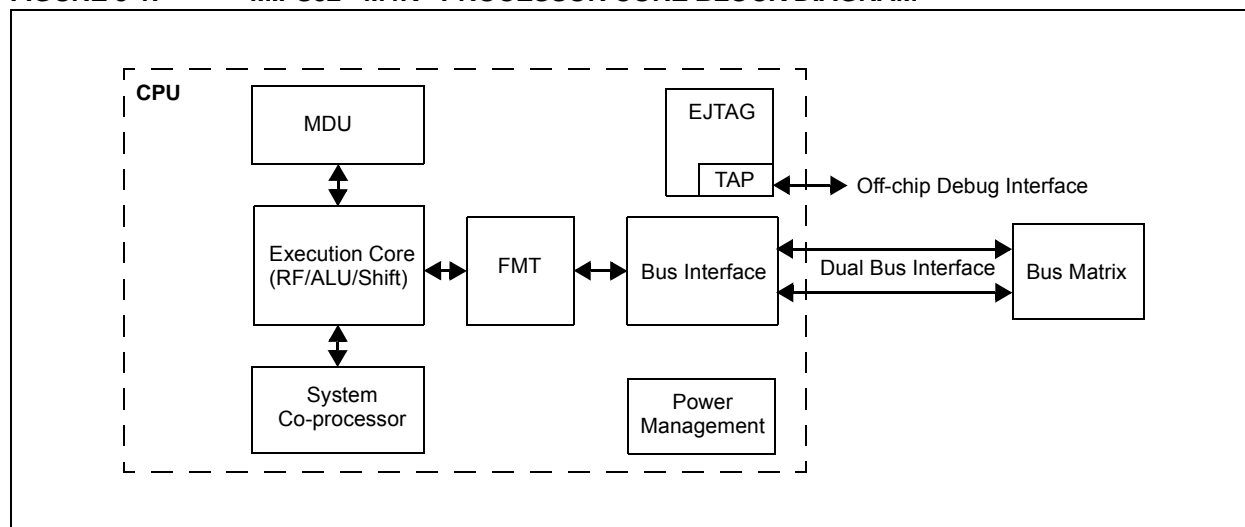 CPU
MDU
EJTAG
TAP
Off-chip Debug Interface
Execution Core
(RF/ALU/Shift)
FMT
Bus Interface
Dual Bus Interface
Bus Matrix
System
Co-processor
Power
Management